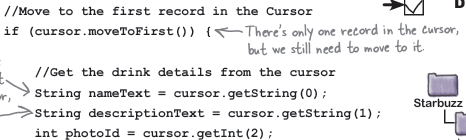 D
//Move to the first record in the Cursor
if (cursor.moveToFirst()) {
There's only one record in the cursor,
but we still need to move to it.
//Get the drink details from the cursor
String nameText = cursor.getString(0);
String descriptionText = cursor.getString(1);
int photoId = cursor.getInt(2);
Starbuzz